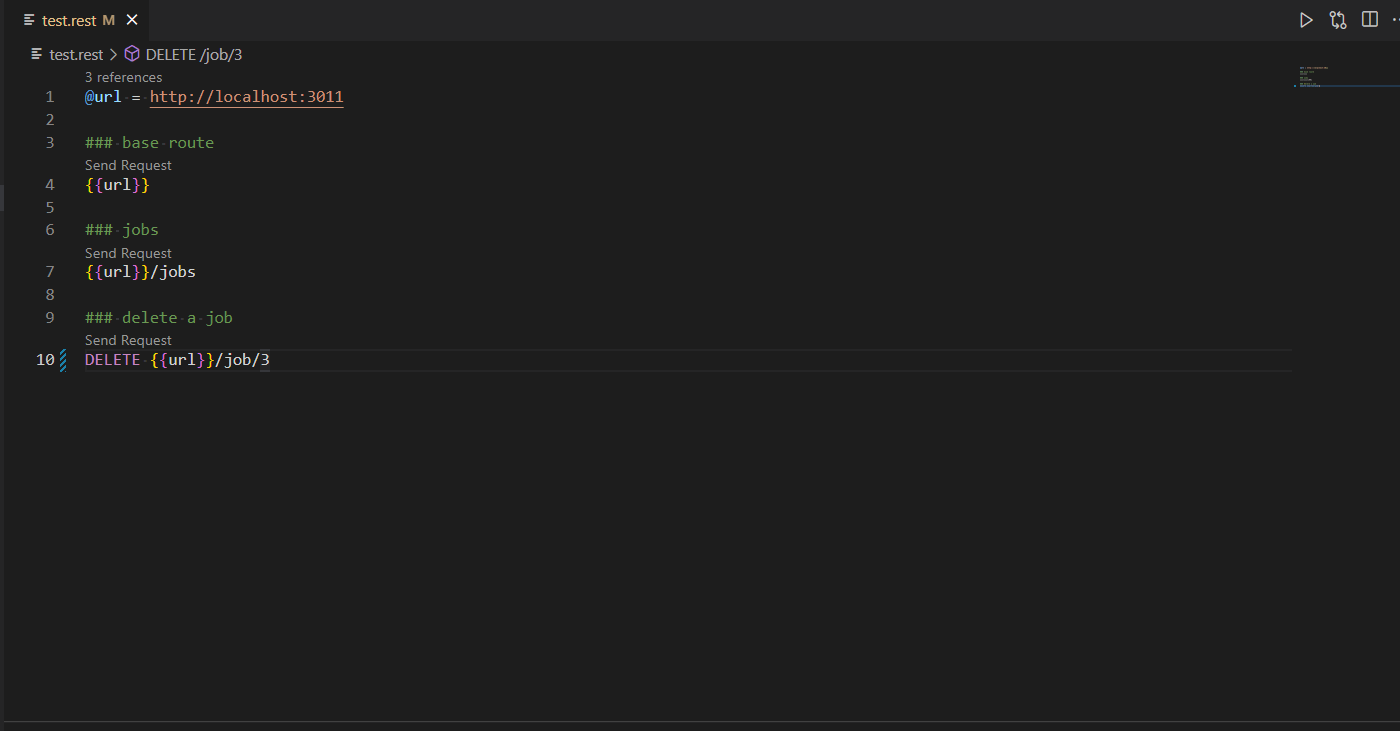 test.rest M
test.rest > DELETE /job/3
3 references
1 @url = http://localhost:3011
2
3 ### base route
Send Request
4 {{url}}
5
6 ### jobs
Send Request
7 {{url}}/jobs
8
9 ### delete a job
Send Request
10 DELETE {{url}}/job/3